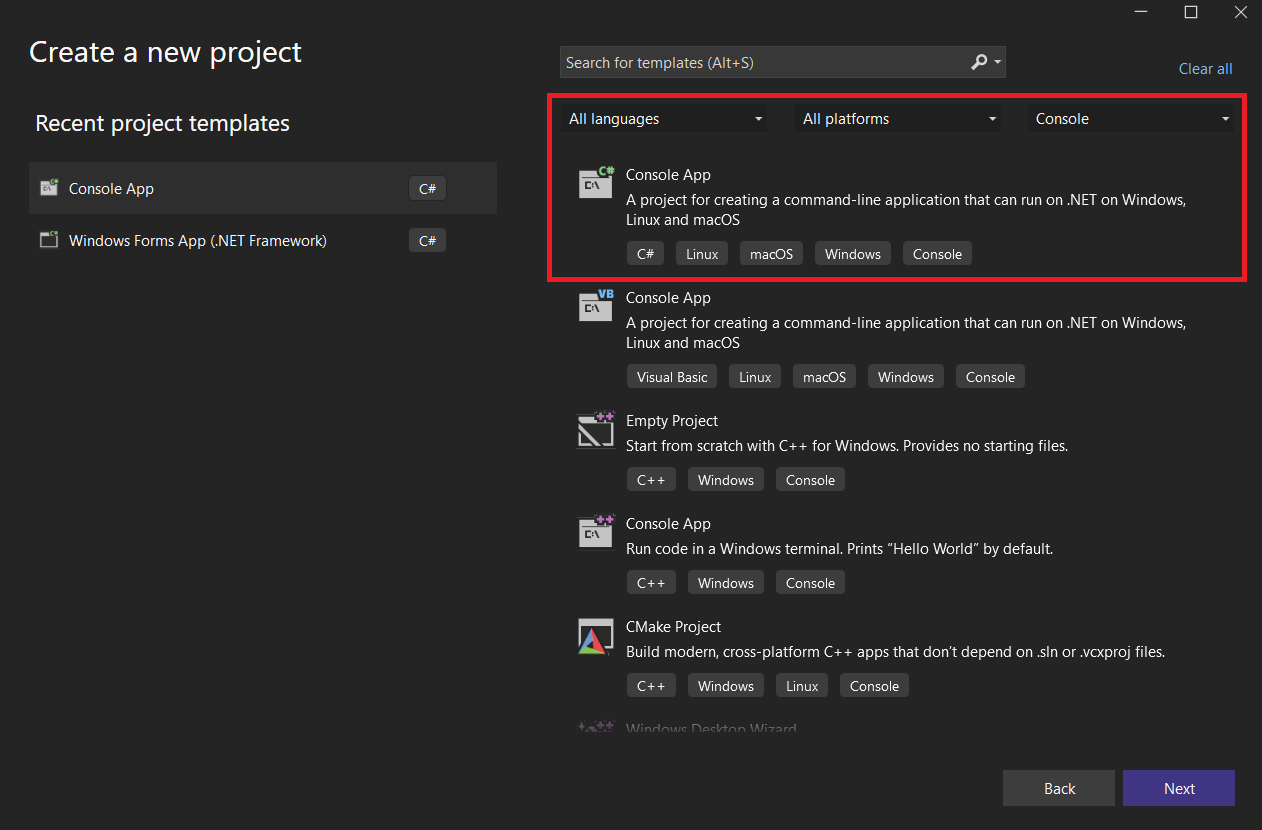 Create a new project
Search for templates (Alt+S)
Clear all
Recent project templates
Console App
C#
Windows Forms App (.NET Framework)
C#
All languages
All platforms
Console
C#
C:\
Console App
A project for creating a command-line application that can run on .NET on Windows,
Linux and macOS
C# Linux macOS Windows Console
VB
C:\
Console App
A project for creating a command-line application that can run on .NET on Windows,
Linux and macOS
Visual Basic Linux macOS Windows Console
++
Empty Project
Start from scratch with C++ for Windows. Provides no starting files.
C++ Windows Console
++
C:\
Console App
Run code in a Windows terminal. Prints “Hello World” by default.
C++ Windows Console
CMake Project
Build modern, cross-platform C++ apps that don’t depend on .sln or .vcxproj files.
C++ Windows Linux Console
++
Windows Desktop Wizard
Back
Next